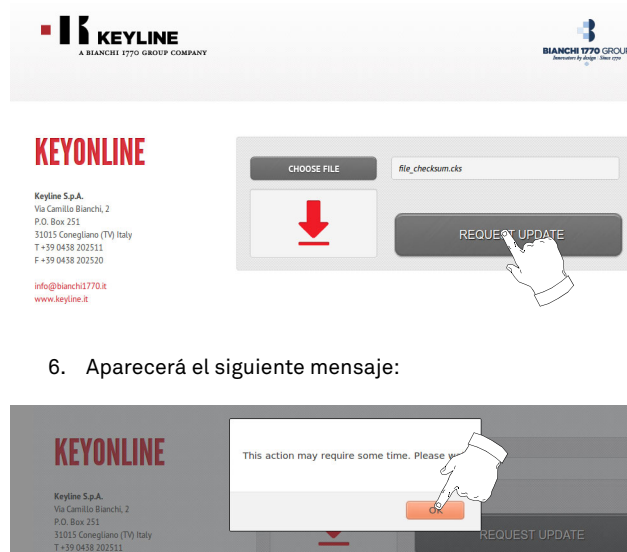 KEYLINE
A BIANCHI 1770 GROUP COMPANY
BIANCHI 1770 GROUP
Innovators by design | Since 1770
KEYONLINE
CHOOSE FILE
file_checksum.cks
Keyline S.p.A.
Via Camillo Bianchi, 2
P.O. Box 251
31015 Conegliano (TV) Italy
T +39 0438 202511
F +39 0438 202520
REQUEST UPDATE
info@bianchi1770.it
www.keyline.it
6. Aparecerá el siguiente mensaje:
KEYONLINE
This action may require some time. Please
Keyline S.p.A.
Via Camillo Bianchi, 2
P.O. Box 251
31015 Conegliano (TV) Italy
T +39 0438 202511
OK
REQUEST UPDATE